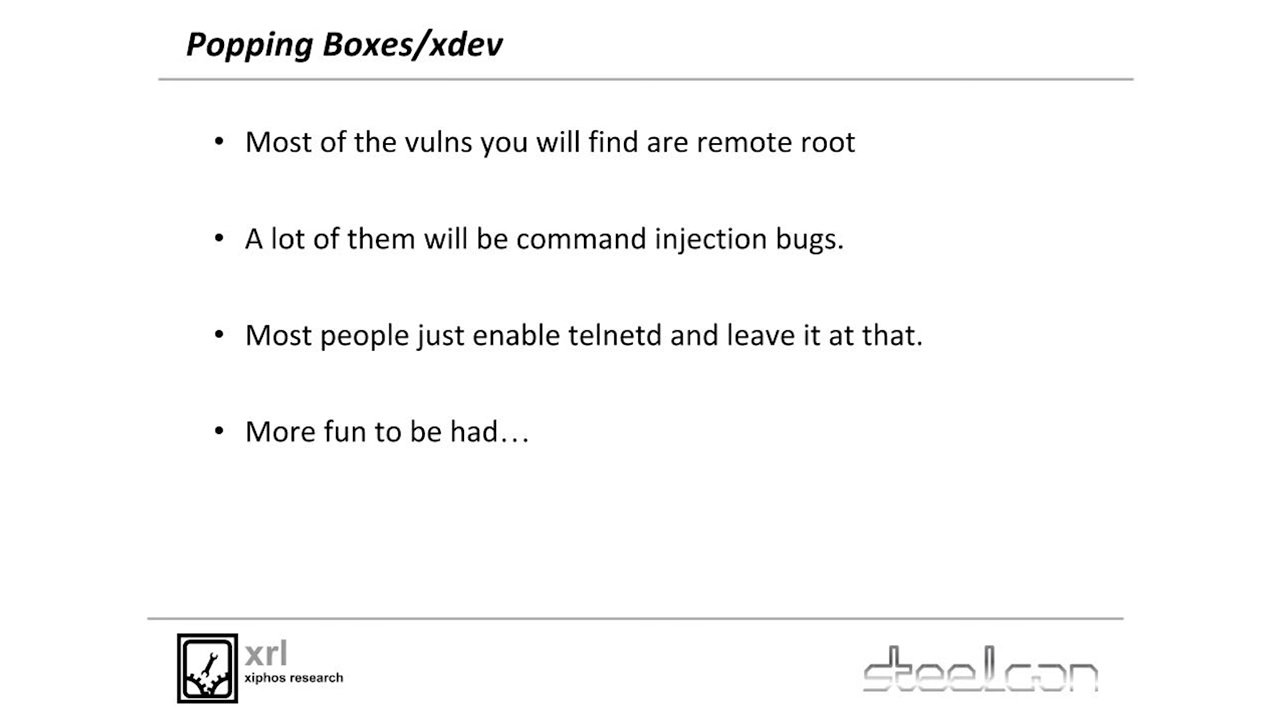 Popping Boxes/xdev
• Most of the vulns you will find are remote root
• A lot of them will be command injection bugs.
• Most people just enable telnetd and leave it at that.
• More fun to be had…
xrl
xiphos research
steelcon